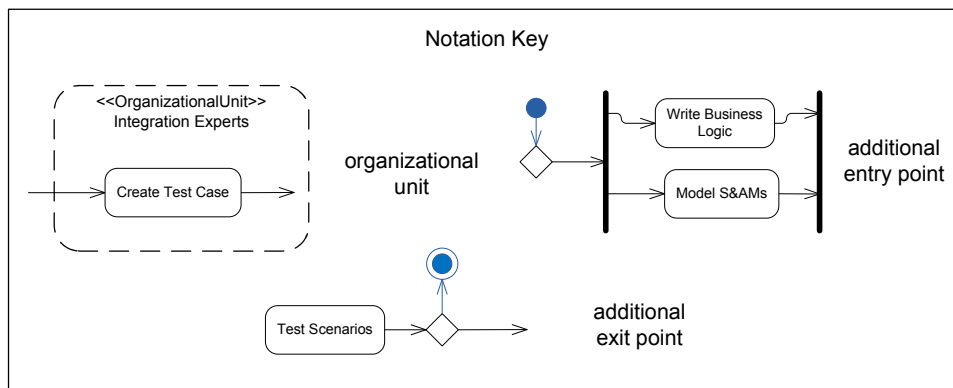 Notation Key
<<OrganizationalUnit>>
Integration Experts
Create Test Case
organizational
unit
Write Business
Logic
Model S&AMs
additional
entry point
Test Scenarios
additional
exit point